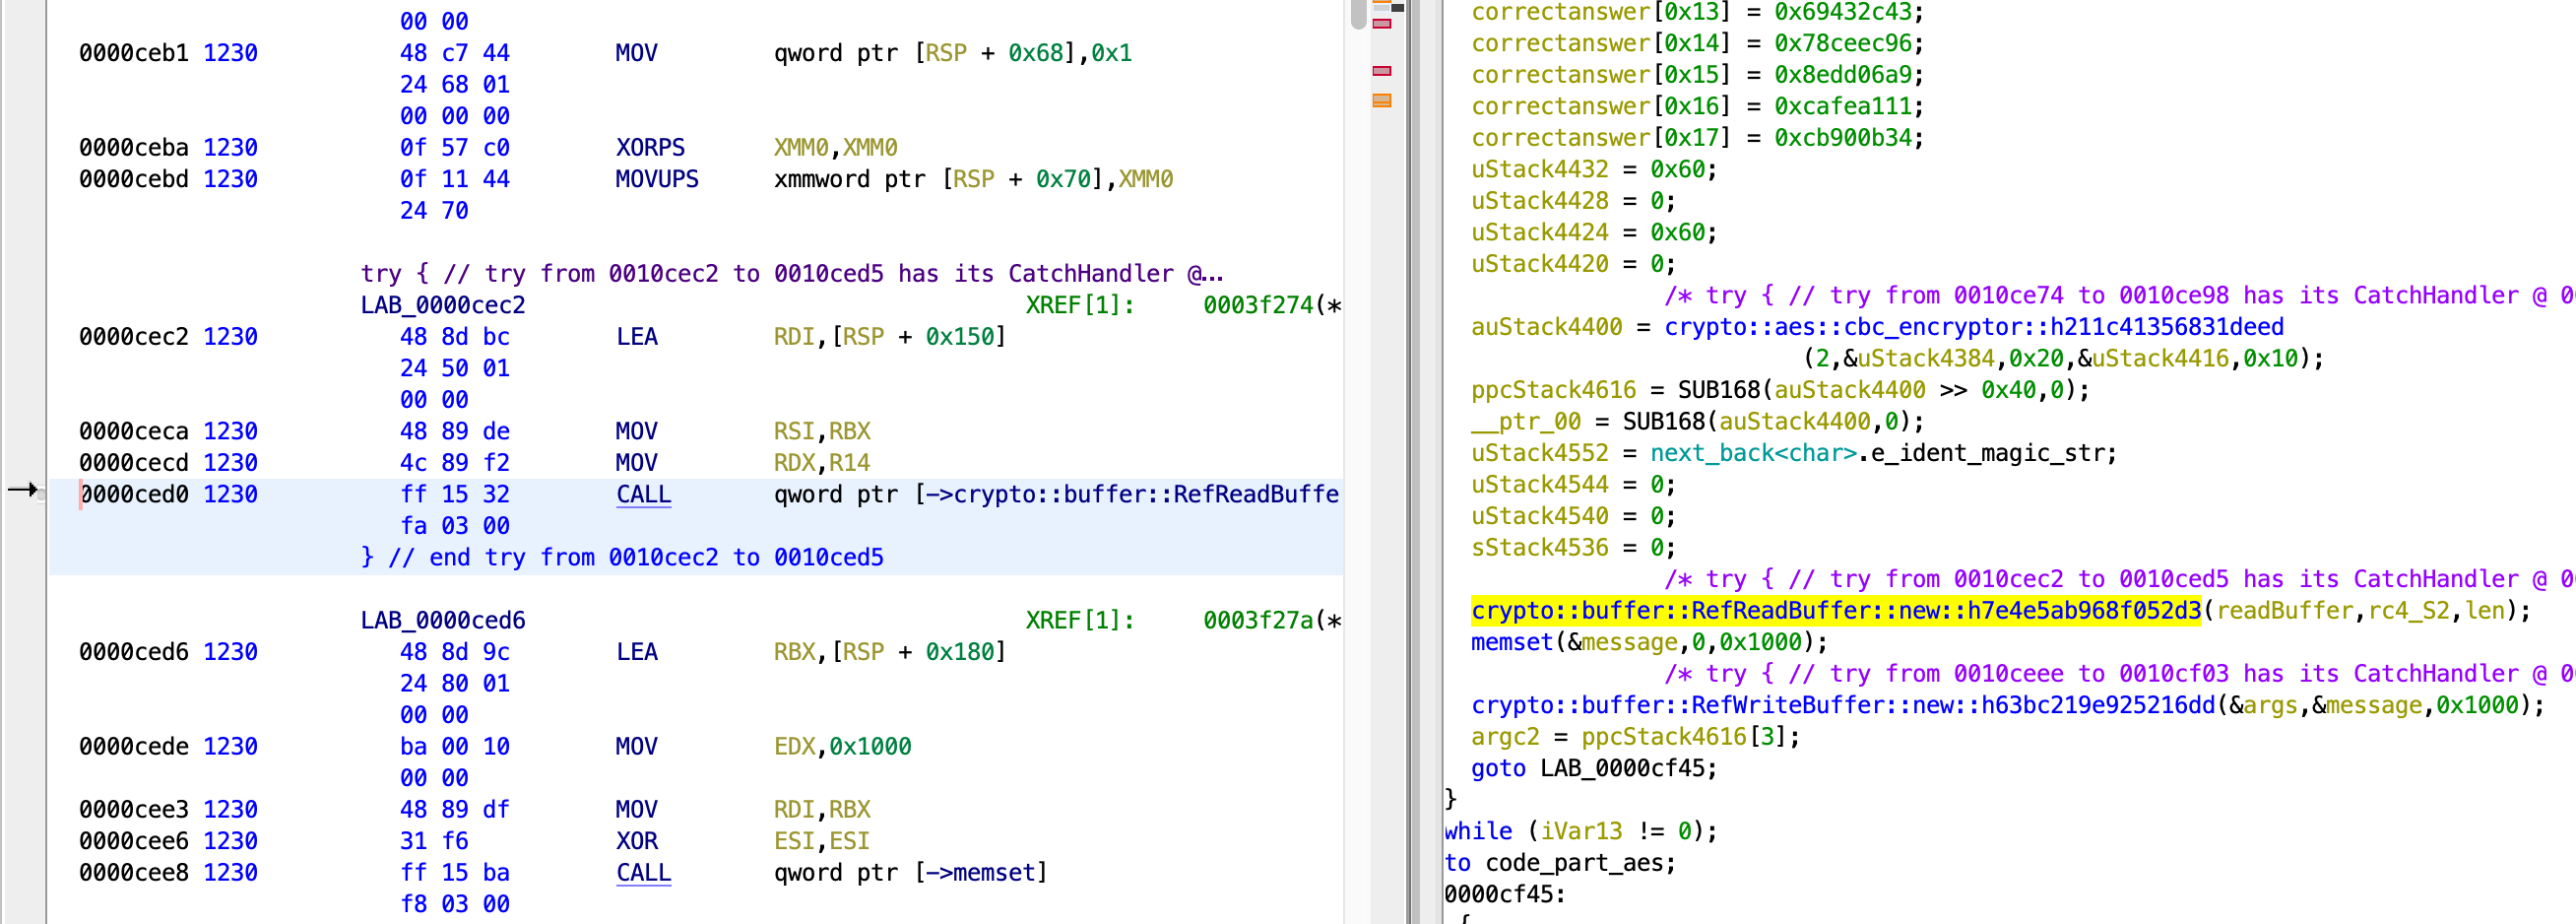 00 00
0000ceb1 1230 48 c7 44 MOV qword ptr [RSP + 0x68],0x1
24 68 01
00 00 00
0000ceba 1230 0f 57 c0 XORPS XMM0,XMM0
0000cebd 1230 0f 11 44 MOVUPS xmmword ptr [RSP + 0x70],XMM0
24 70
try { // try from 0010cec2 to 0010ced5 has its CatchHandler @...
LAB_0000cec2 XREF[1]: 0003f274(*
0000cec2 1230 48 8d bc LEA RDI,[RSP + 0x150]
24 50 01
00 00
0000ceca 1230 48 89 de MOV RSI,RBX
0000cecd 1230 4c 89 f2 MOV RDX,R14
0000ced0 1230 ff 15 32 CALL qword ptr [->crypto::buffer::RefReadBuffe
fa 03 00
} // end try from 0010cec2 to 0010ced5
LAB_0000ced6 XREF[1]: 0003f27a(*
0000ced6 1230 48 8d 9c LEA RBX,[RSP + 0x180]
24 80 01
00 00
0000cede 1230 ba 00 10 MOV EDX,0x1000
00 00
0000cee3 1230 48 89 df MOV RDI,RBX
0000cee6 1230 31 f6 XOR ESI,ESI
0000cee8 1230 ff 15 ba CALL qword ptr [->memset]
f8 03 00
correctanswer[0x13] = 0x69432c43;
correctanswer[0x14] = 0x78ceec96;
correctanswer[0x15] = 0x8edd06a9;
correctanswer[0x16] = 0xcafea111;
correctanswer[0x17] = 0xcb900b34;
uStack4432 = 0x60;
uStack4428 = 0;
uStack4424 = 0x60;
uStack4420 = 0;
/* try { // try from 0010ce74 to 0010ce98 has its CatchHandler @ 0
auStack4400 = crypto::aes::cbc_encryptor::h211c41356831deed
(2,&uStack4384,0x20,&uStack4416,0x10);
ppcStack4616 = SUB168(auStack4400 >> 0x40,0);
__ptr_00 = SUB168(auStack4400,0);
uStack4552 = next_back<char>.e_ident_magic_str;
uStack4544 = 0;
uStack4540 = 0;
sStack4536 = 0;
/* try { // try from 0010cec2 to 0010ced5 has its CatchHandler @ 0
crypto::buffer::RefReadBuffer::new::h7e4e5ab968f052d3(readBuffer,rc4_S2,len);
memset(&message,0,0x1000);
/* try { // try from 0010ceee to 0010cf03 has its CatchHandler @ 0
crypto::buffer::RefWriteBuffer::new::h63bc219e925216dd(&args,&message,0x1000);
argc2 = ppcStack4616[3];
goto LAB_0000cf45;
}
while (iVar13 != 0);
to code_part_aes;
0000cf45:
{